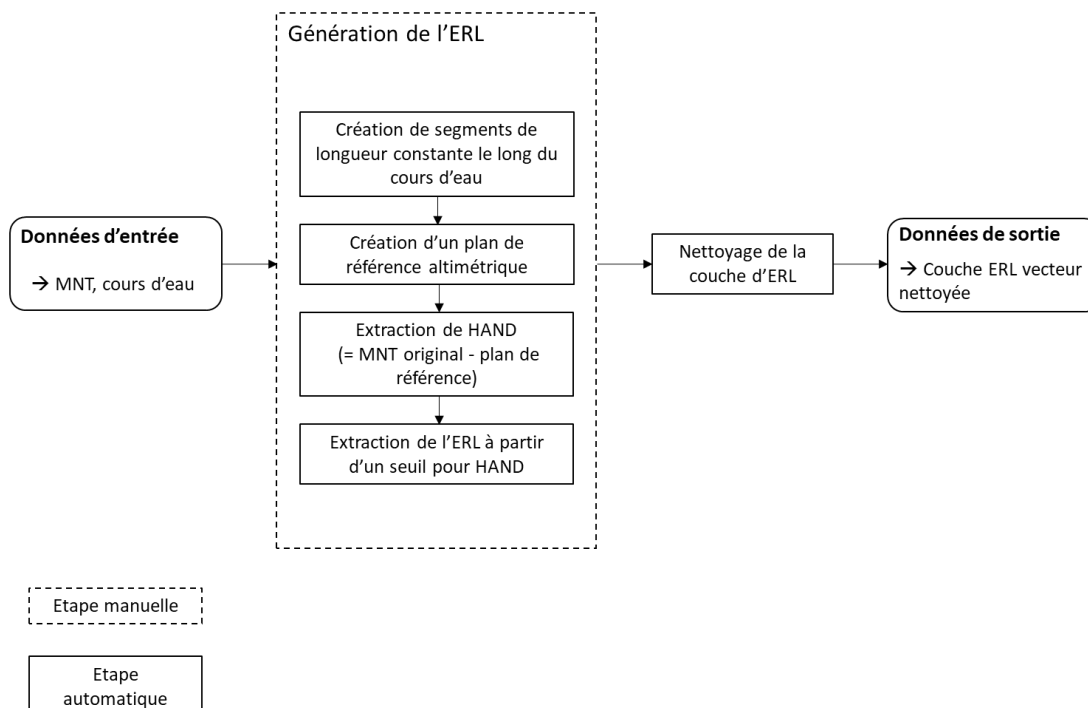 Génération de l’ERL
Création de segments de
longueur constante le long du
cours d’eau
Données d’entrée
→ MNT, cours d’eau
Création d’un plan de
référence altimétrique
Extraction de HAND
(= MNT original - plan de
référence)
Extraction de l’ERL à partir
d’un seuil pour HAND
Nettoyage de la
couche d’ERL
Données de sortie
→ Couche ERL vecteur
nettoyée
Etape manuelle
Etape
automatique